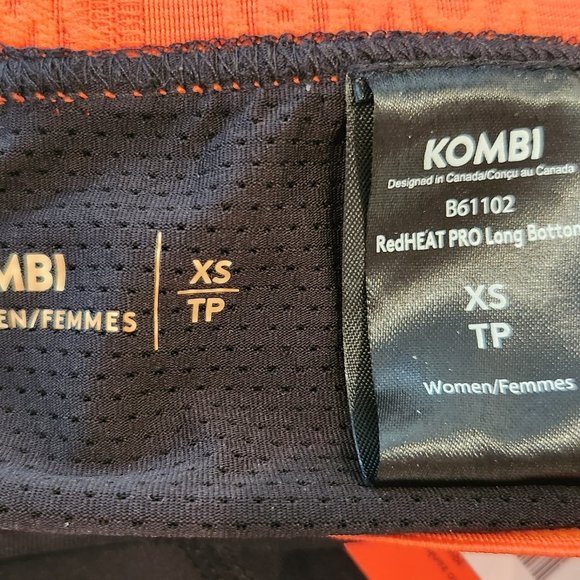 MBI
EN/FEMMES
XS
TP
KOMBI
Designed in Canada/Conçu au Canada
B61102
RedHEAT PRO Long Bottom
XS
TP
Women/Femmes